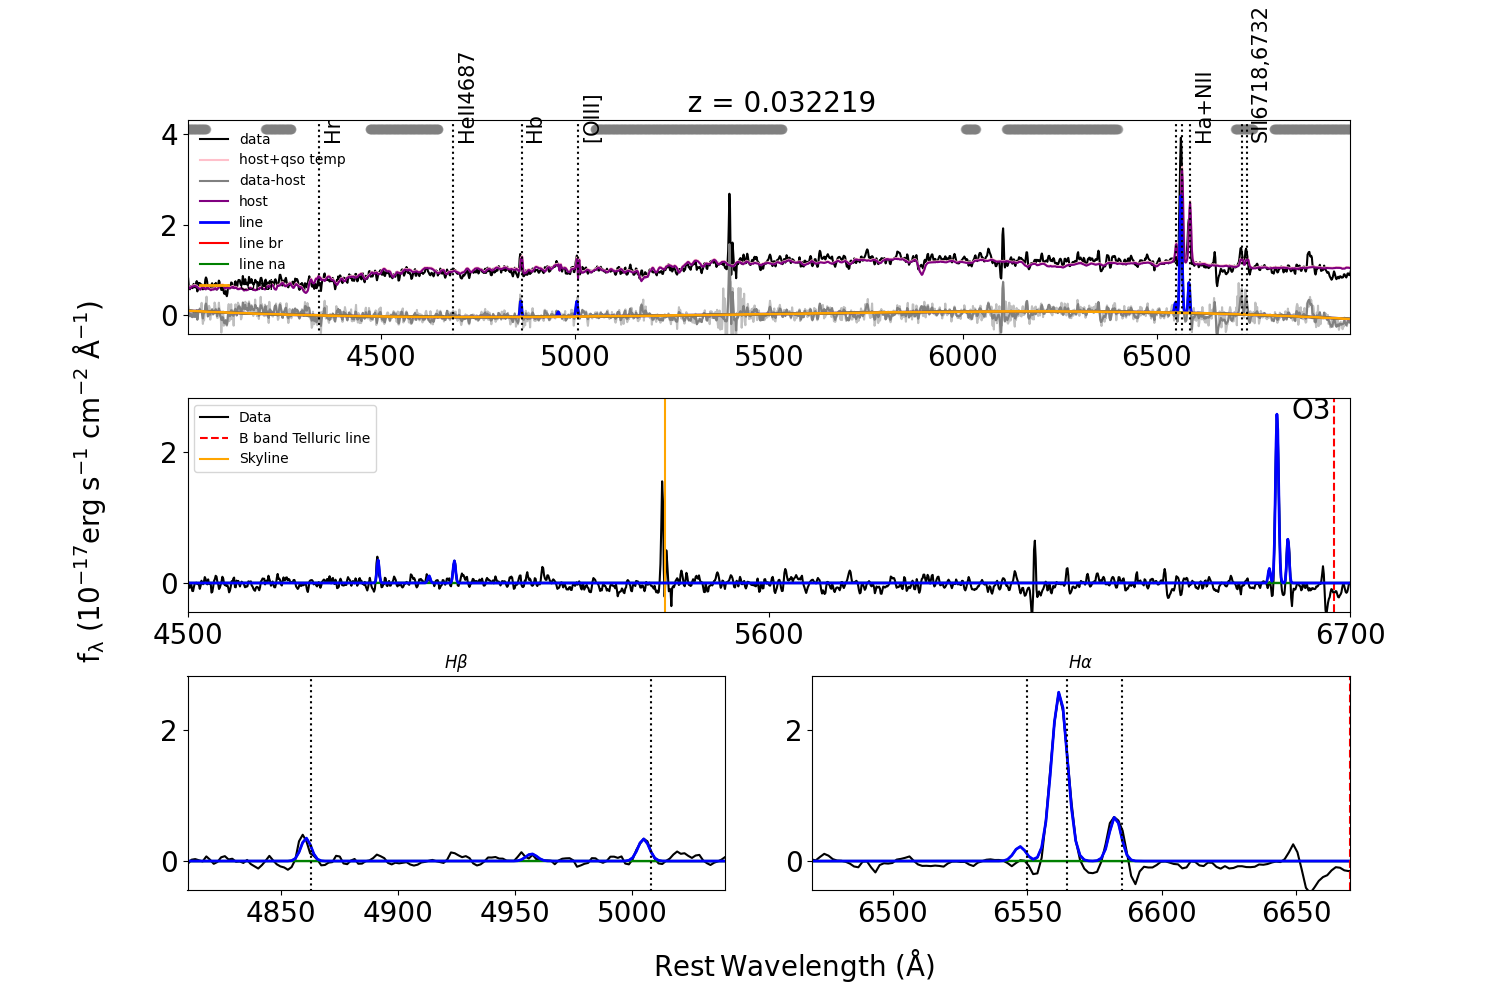 z = 0.032219
Hr
HeII4687
Hb
[OIII]
Ha+NII
SII6718,6732
4
2
0
data
host+qso temp
data-host
host
line
line br
line na
4500 5000 5500 6000 6500
f_λ (10^−17 erg s^−1 cm^−2 Å^−1)
2
0
Data
B band Telluric line
Skyline
O3
4500 5600 6700
Hβ
2
0
4850 4900 4950 5000
Hα
2
0
6500 6550 6600 6650
Rest Wavelength (Å)